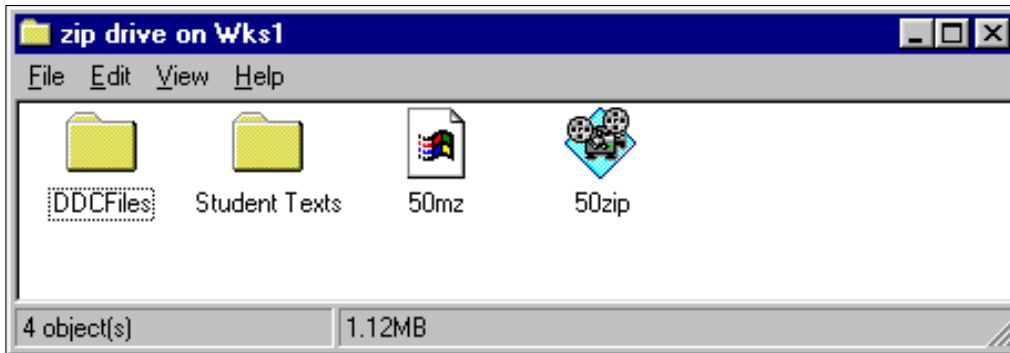 zip drive on Wks1
File Edit View Help
DDCFiles Student Texts 50mz 50zip
4 object(s) 1.12MB